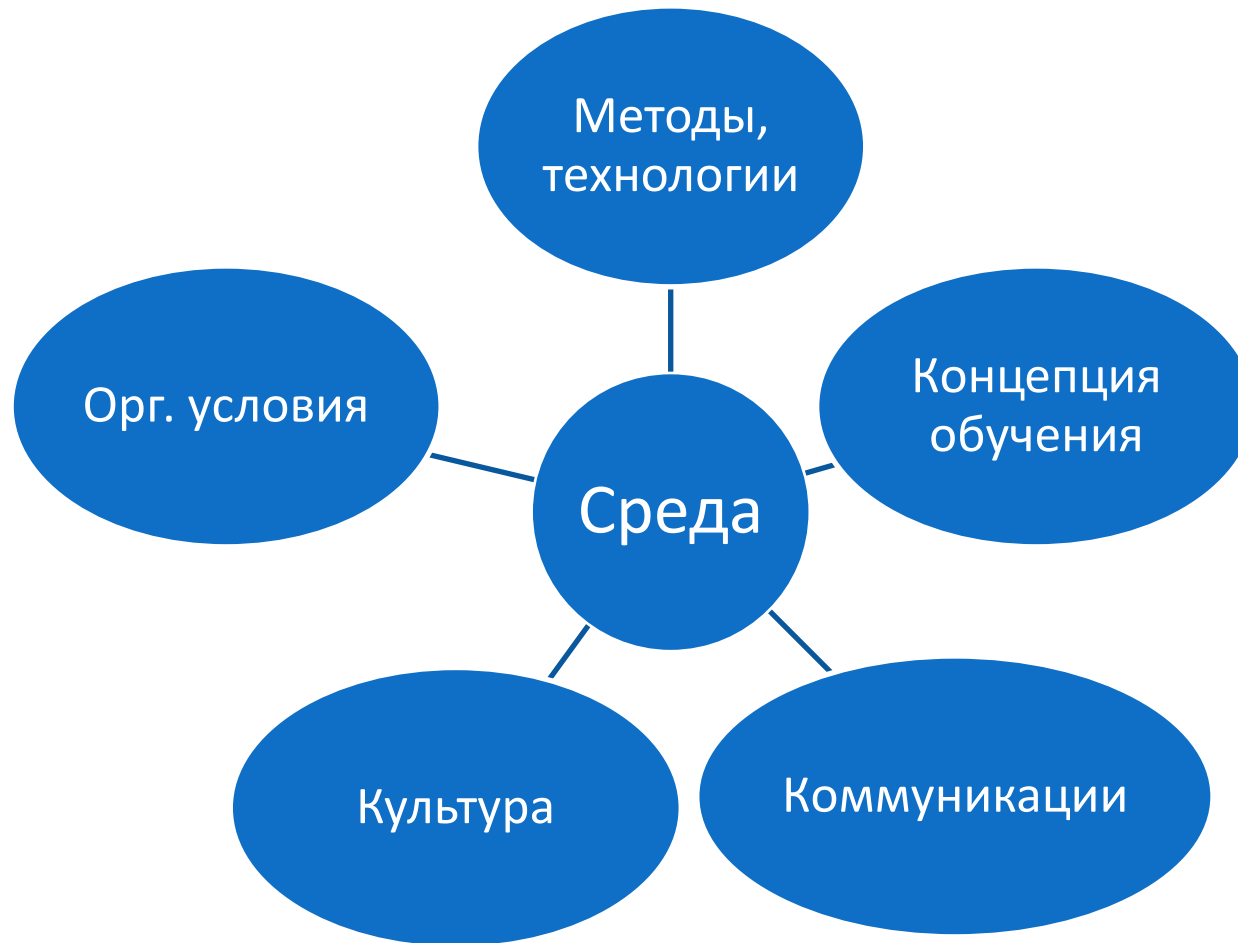 Методы,
технологии
Орг. условия
Концепция
обучения
Среда
Культура
Коммуникации